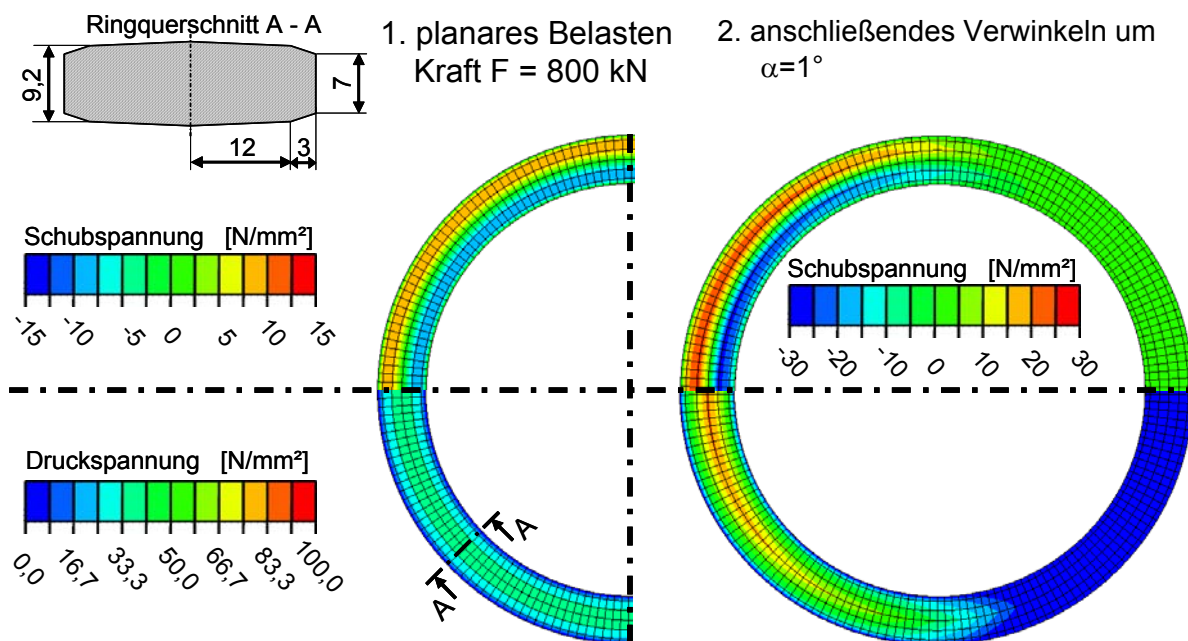 Ringquerschnitt A - A
9,2
7
12
3
1. planares Belasten
Kraft F = 800 kN
2. anschließendes Verwinkeln um
α=1°
Schubspannung [N/mm²]
-15 -10 -5 0 5 10 15
Schubspannung [N/mm²]
-30 -20 -10 0 10 20 30
Druckspannung [N/mm²]
0,0 16,7 33,3 50,0 66,7 83,3 100,0
A
A